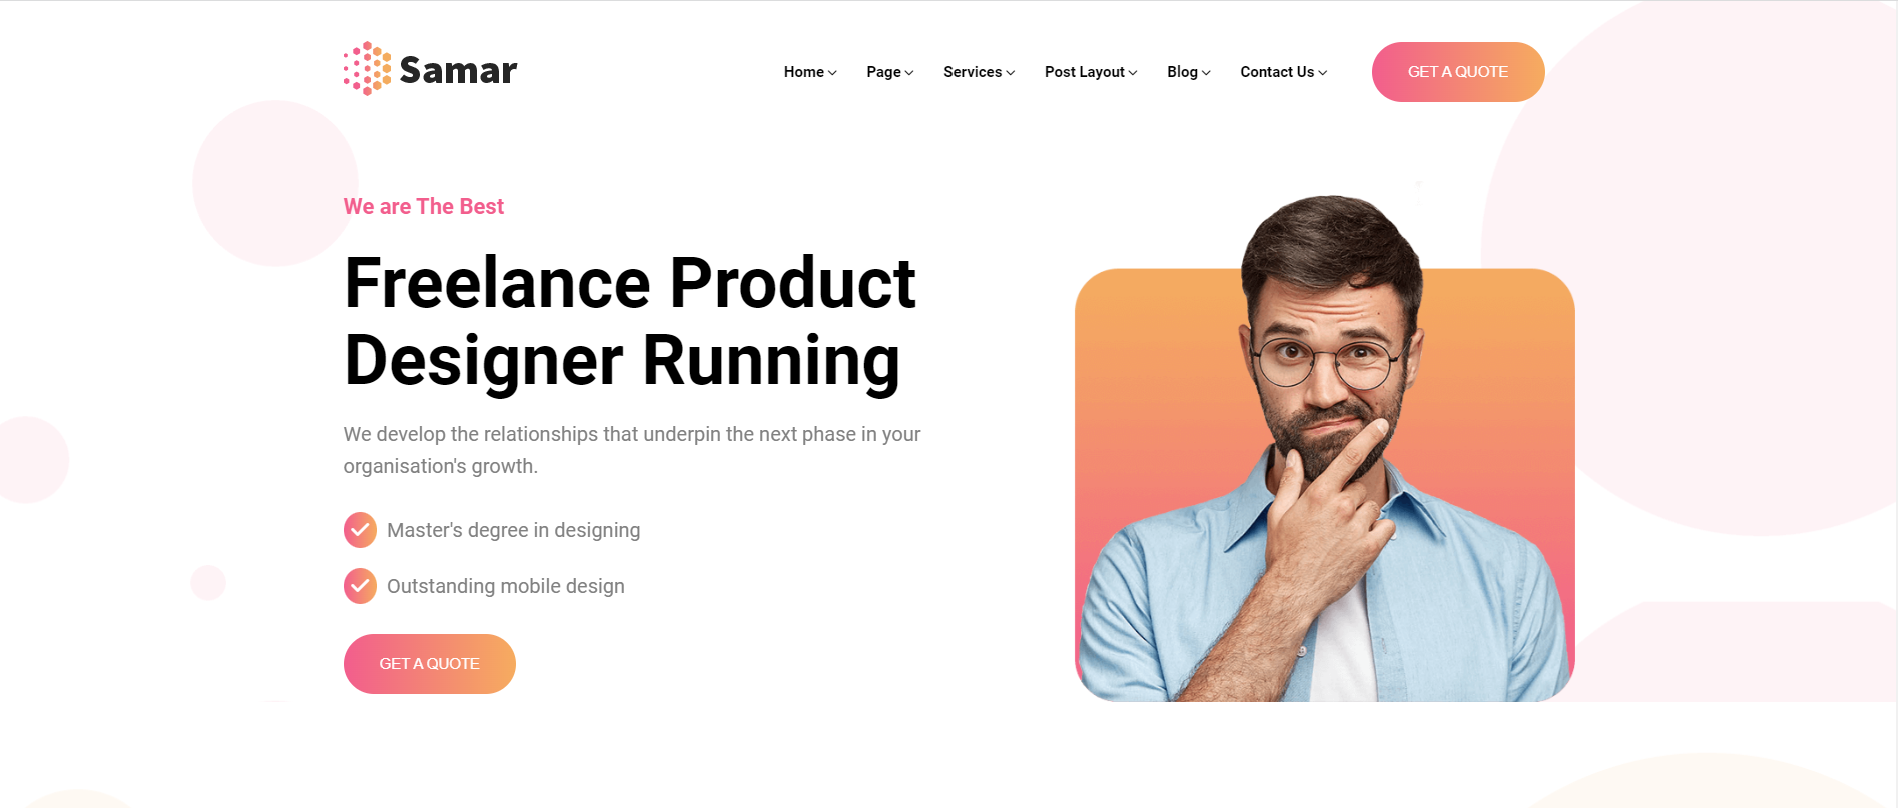 Samar
Home
Page
Services
Post Layout
Blog
Contact Us
GET A QUOTE
We are The Best
Freelance Product
Designer Running
We develop the relationships that underpin the next phase in your
organisation's growth.
Master's degree in designing
Outstanding mobile design
GET A QUOTE